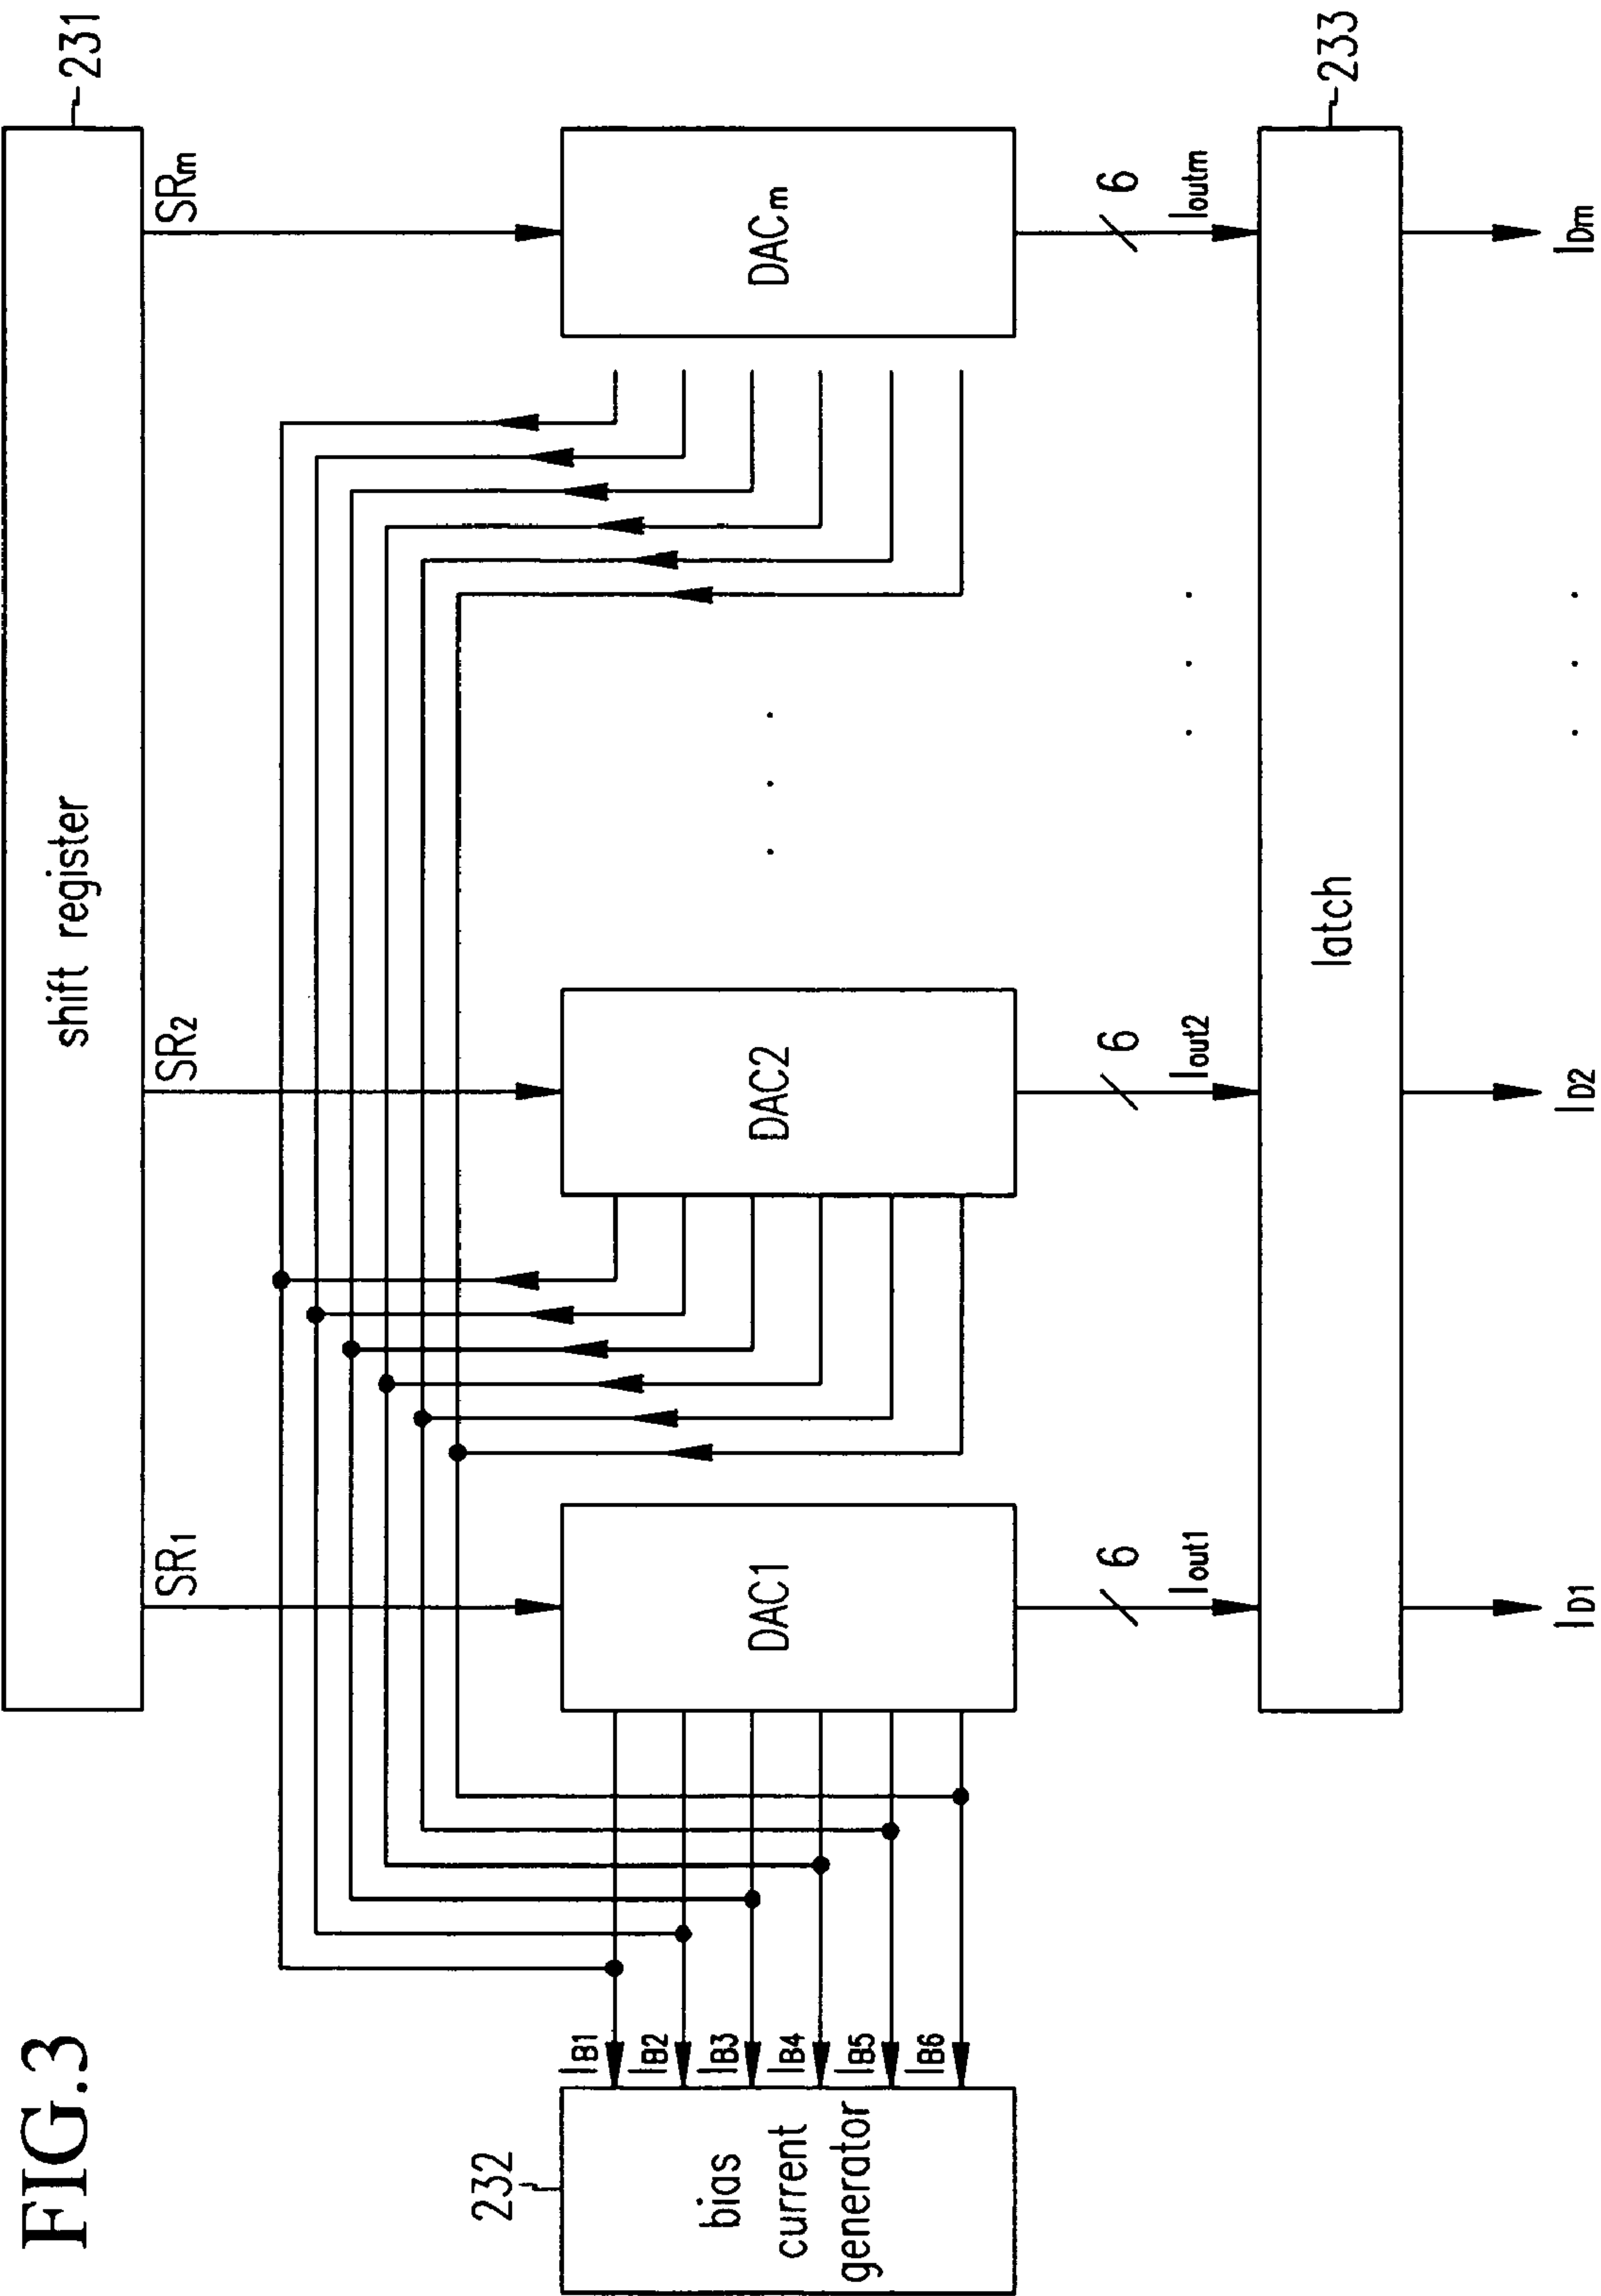 FIG.3
231
shift register
SR1
SR2
SRm
232
bias
current
generator
IB1
IB2
IB3
IB4
IB5
IB6
DAC1
DAC2
. . .
DACm
6
Iout1
6
Iout2
. . .
6
Ioutm
233
latch
ID1
ID2
. . .
IDm